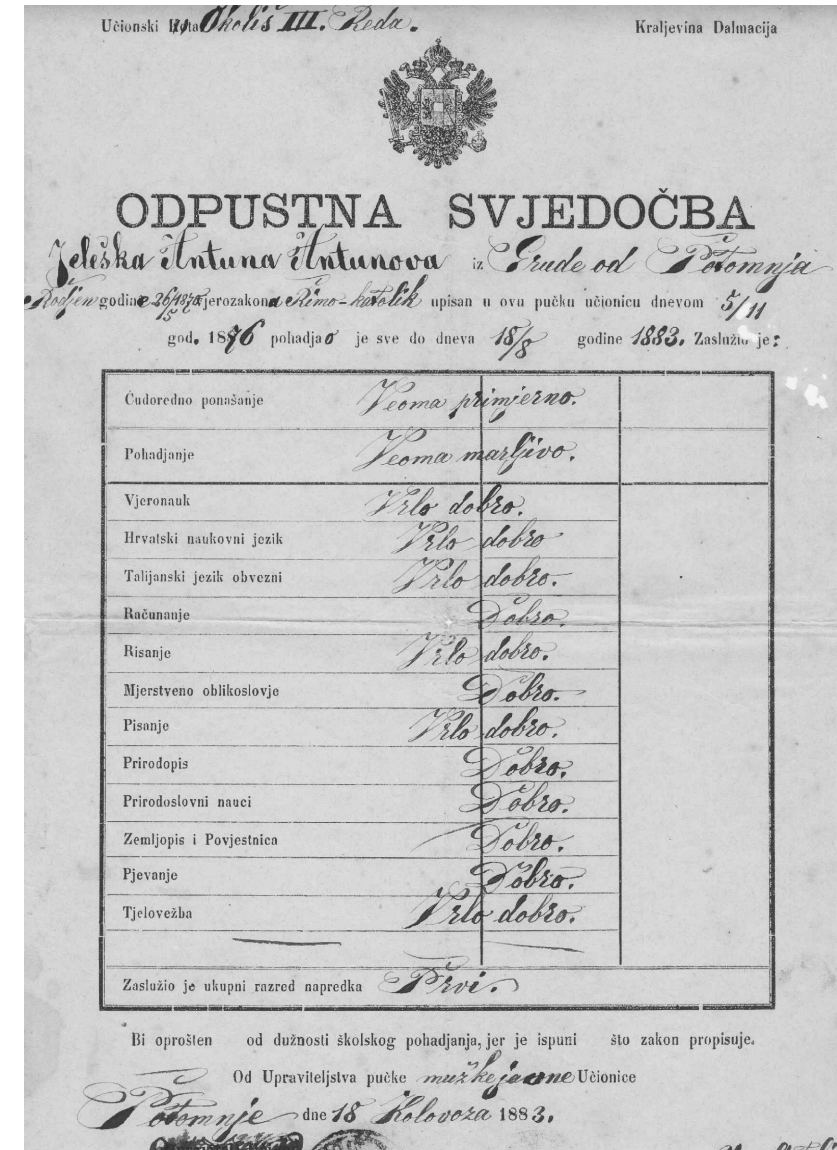 Učionski Okoliš III. Reda. Kraljevina Dalmacija
ODPUSTNA SVJEDOČBA
Jeleška Antuna Antunova iz Grude od Potomnja
Rodjen godine 26/5 1870 vjerozakona Rimo-katolik upisan u ovu pučku učionicu dnevom 5/11
god. 1876 pohadjao je sve do dneva 18/8 godine 1883. Zaslužio je:
Ćudoredno ponašanje Veoma primjerno.
Pohadjanje Veoma marljivo.
Vjeronauk Vrlo dobro.
Hrvatski naukovni jezik Vrlo dobro
Talijanski jezik obvezni Vrlo dobro.
Računanje Dobro.
Risanje Vrlo dobro.
Mjerstveno oblikoslovje Dobro.
Pisanje Vrlo dobro.
Prirodopis Dobro.
Prirodoslovni nauci Dobro.
Zemljopis i Povjestnica Dobro.
Pjevanje Dobro.
Tjelovežba Vrlo dobro.
Zaslužio je ukupni razred napredka Prvi.
Bi oprošten od dužnosti školskog pohadjanja, jer je ispuni što zakon propisuje.
Od Upraviteljstva pučke mužke javne Učionice
Potomnje dne 18 Kolovoza 1883.